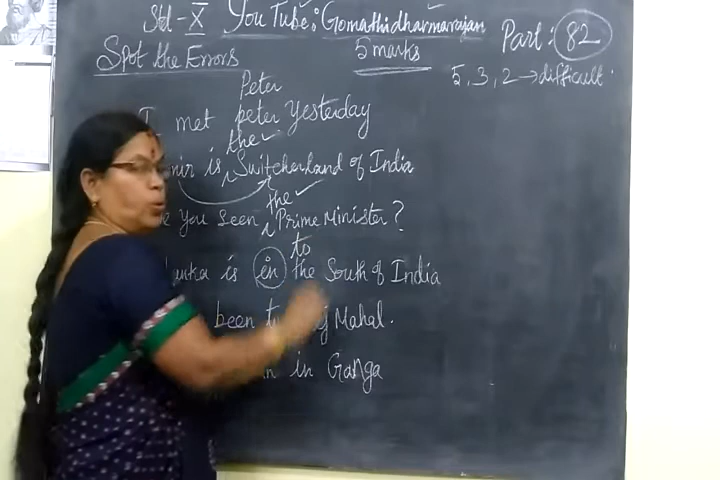 Std - X YouTube: Gomathidharmarajan Part: 82
Spot the Errors 5 marks
5, 3, 2 → difficult.
Peter
I met peter Yesterday
the
is Switcherland of India
the
You Seen Prime Minister?
to
is in the South of India
been Mahal.
in Ganga